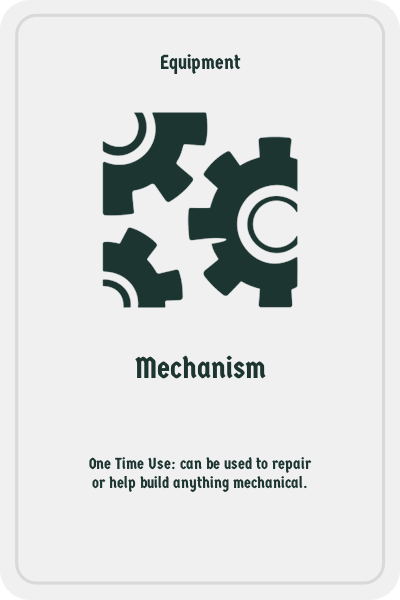 Equipment
Mechanism
One Time Use: can be used to repair
or help build anything mechanical.